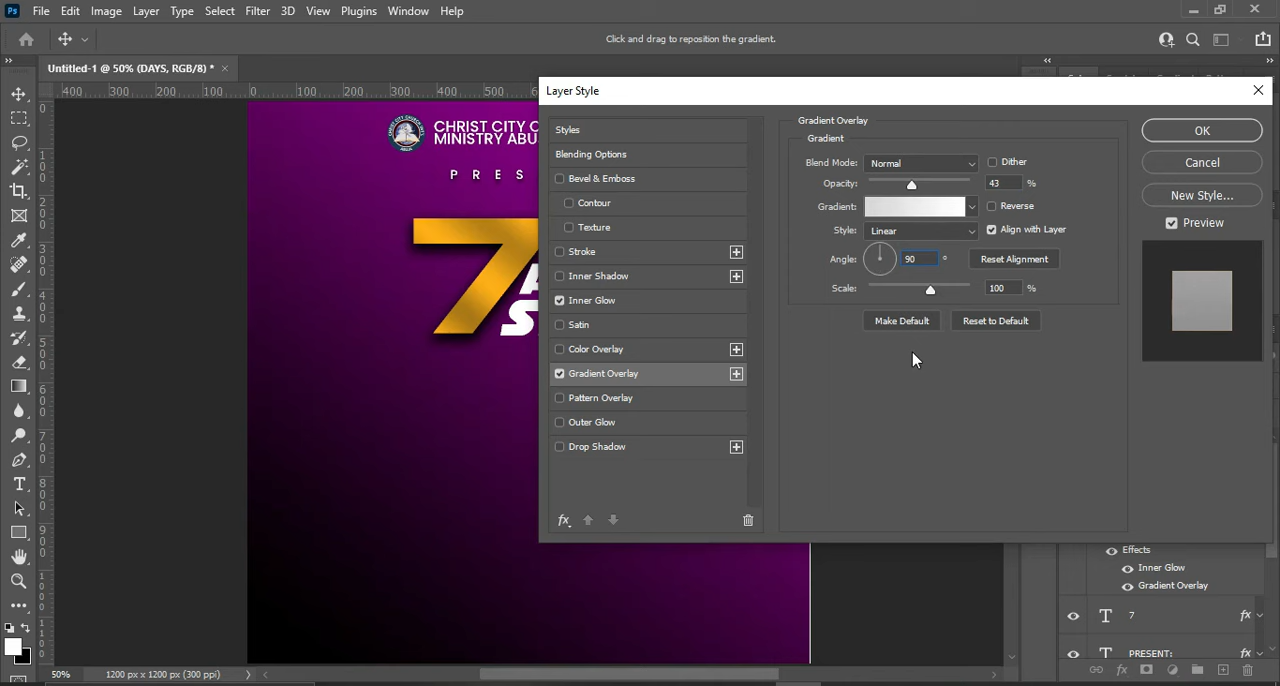 Ps File Edit Image Layer Type Select Filter 3D View Plugins Window Help
Click and drag to reposition the gradient.
Untitled-1 @ 50% (DAYS, RGB/8) *
400 300 200 100 0 100 200 300 400 500
CHRIST CITY C
MINISTRY ABU
P R E S
7
Layer Style
Styles
Blending Options
Bevel & Emboss
Contour
Texture
Stroke
Inner Shadow
Inner Glow
Satin
Color Overlay
Gradient Overlay
Pattern Overlay
Outer Glow
Drop Shadow
fx
Gradient Overlay
Gradient
Blend Mode: Normal Dither
Opacity: 43 %
Gradient: Reverse
Style: Linear Align with Layer
Angle: 90 ° Reset Alignment
Scale: 100 %
Make Default Reset to Default
OK
Cancel
New Style...
Preview
Effects
Inner Glow
Gradient Overlay
T 7 fx
T PRESENT: fx
50% 1200 px x 1200 px (300 ppi)